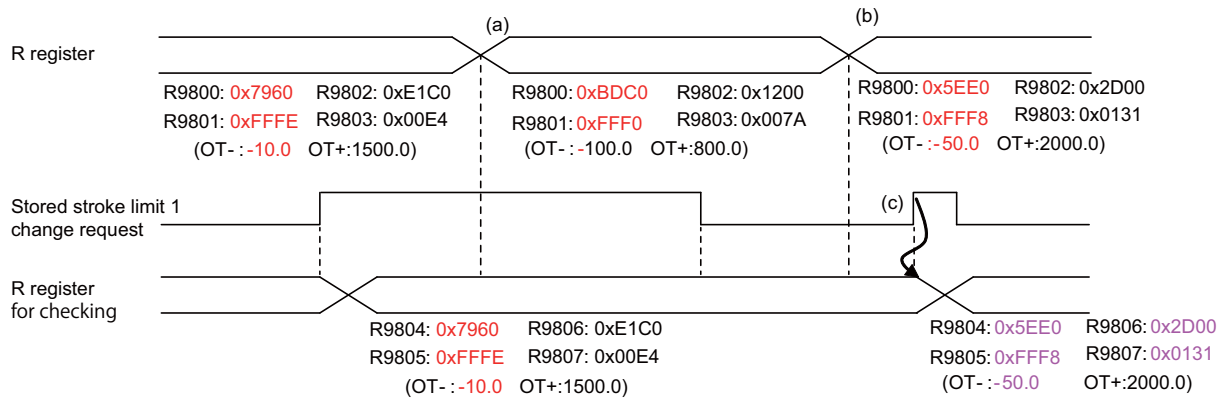 (a)
(b)
R register
R9800: 0x7960 R9802: 0xE1C0
R9801: 0xFFFE R9803: 0x00E4
(OT- :-10.0 OT+:1500.0)
R9800: 0xBDC0 R9802: 0x1200
R9801: 0xFFF0 R9803: 0x007A
(OT- :-100.0 OT+:800.0)
R9800: 0x5EE0 R9802: 0x2D00
R9801: 0xFFF8 R9803: 0x0131
(OT- :-50.0 OT+:2000.0)
Stored stroke limit 1
change request
(c)
R register
for checking
R9804: 0x7960 R9806: 0xE1C0
R9805: 0xFFFE R9807: 0x00E4
(OT- :-10.0 OT+:1500.0)
R9804: 0x5EE0 R9806: 0x2D00
R9805: 0xFFF8 R9807: 0x0131
(OT- :-50.0 OT+:2000.0)